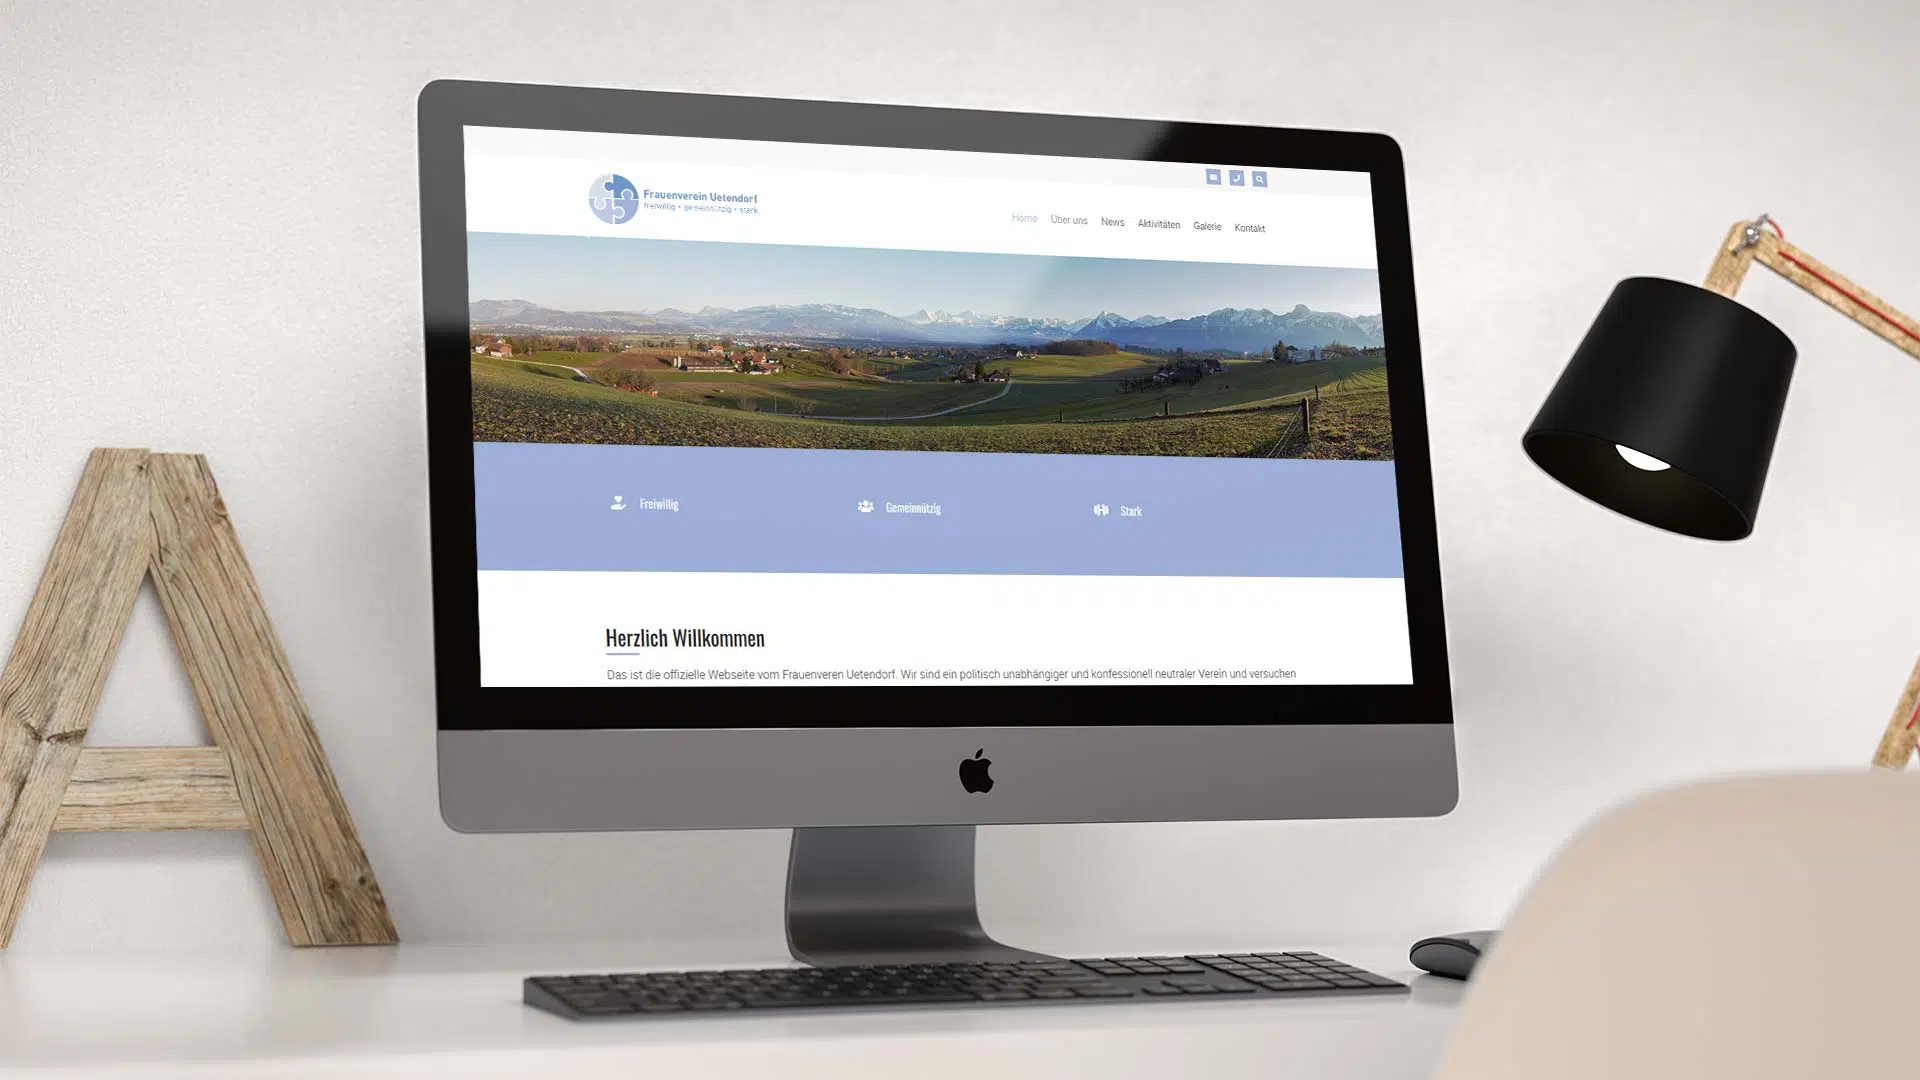 Frauenverein Uetendorf
freiwillig • gemeinnützig • stark
Home Über uns News Aktivitäten Galerie Kontakt
Freiwillig Gemeinnützig Stark
Herzlich Willkommen
Das ist die offizielle Webseite vom Frauenveren Uetendorf. Wir sind ein politisch unabhängiger und konfessionell neutraler Verein und versuchen
A